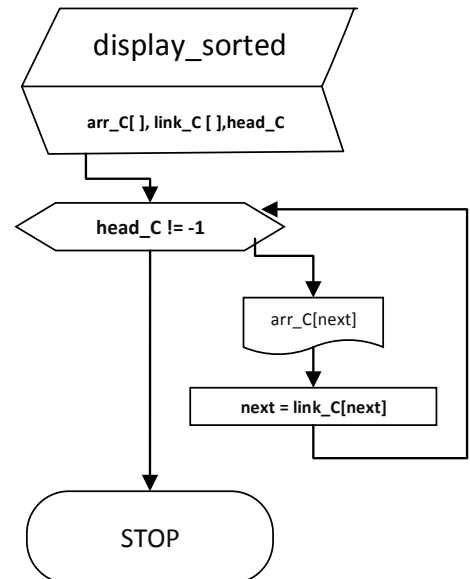 display_sorted
arr_C[ ], link_C [ ],head_C
head_C != -1
arr_C[next]
next = link_C[next]
STOP